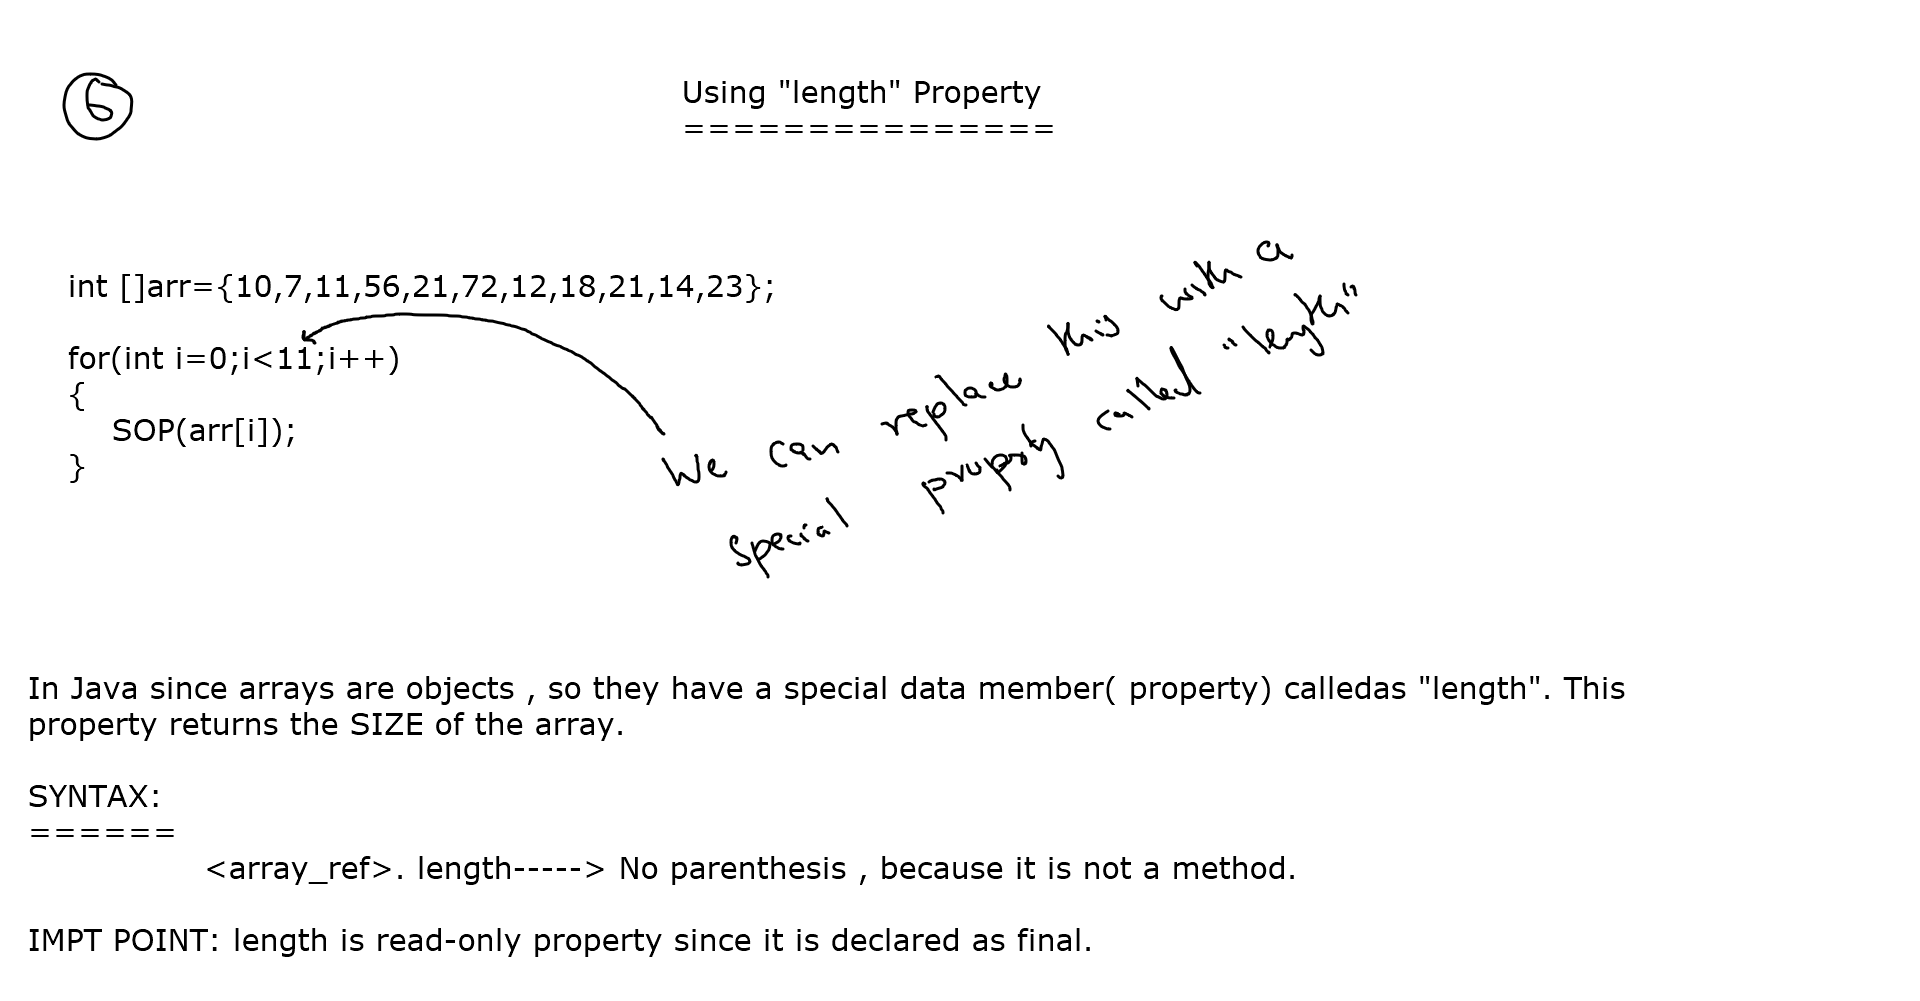 6
Using "length" Property
===============
int []arr={10,7,11,56,21,72,12,18,21,14,23};
for(int i=0;i<11;i++)
{
SOP(arr[i]);
}
We can replace this with a
special property called "length"
In Java since arrays are objects , so they have a special data member( property) calledas "length". This
property returns the SIZE of the array.
SYNTAX:
======
<array_ref>. length-----> No parenthesis , because it is not a method.
IMPT POINT: length is read-only property since it is declared as final.